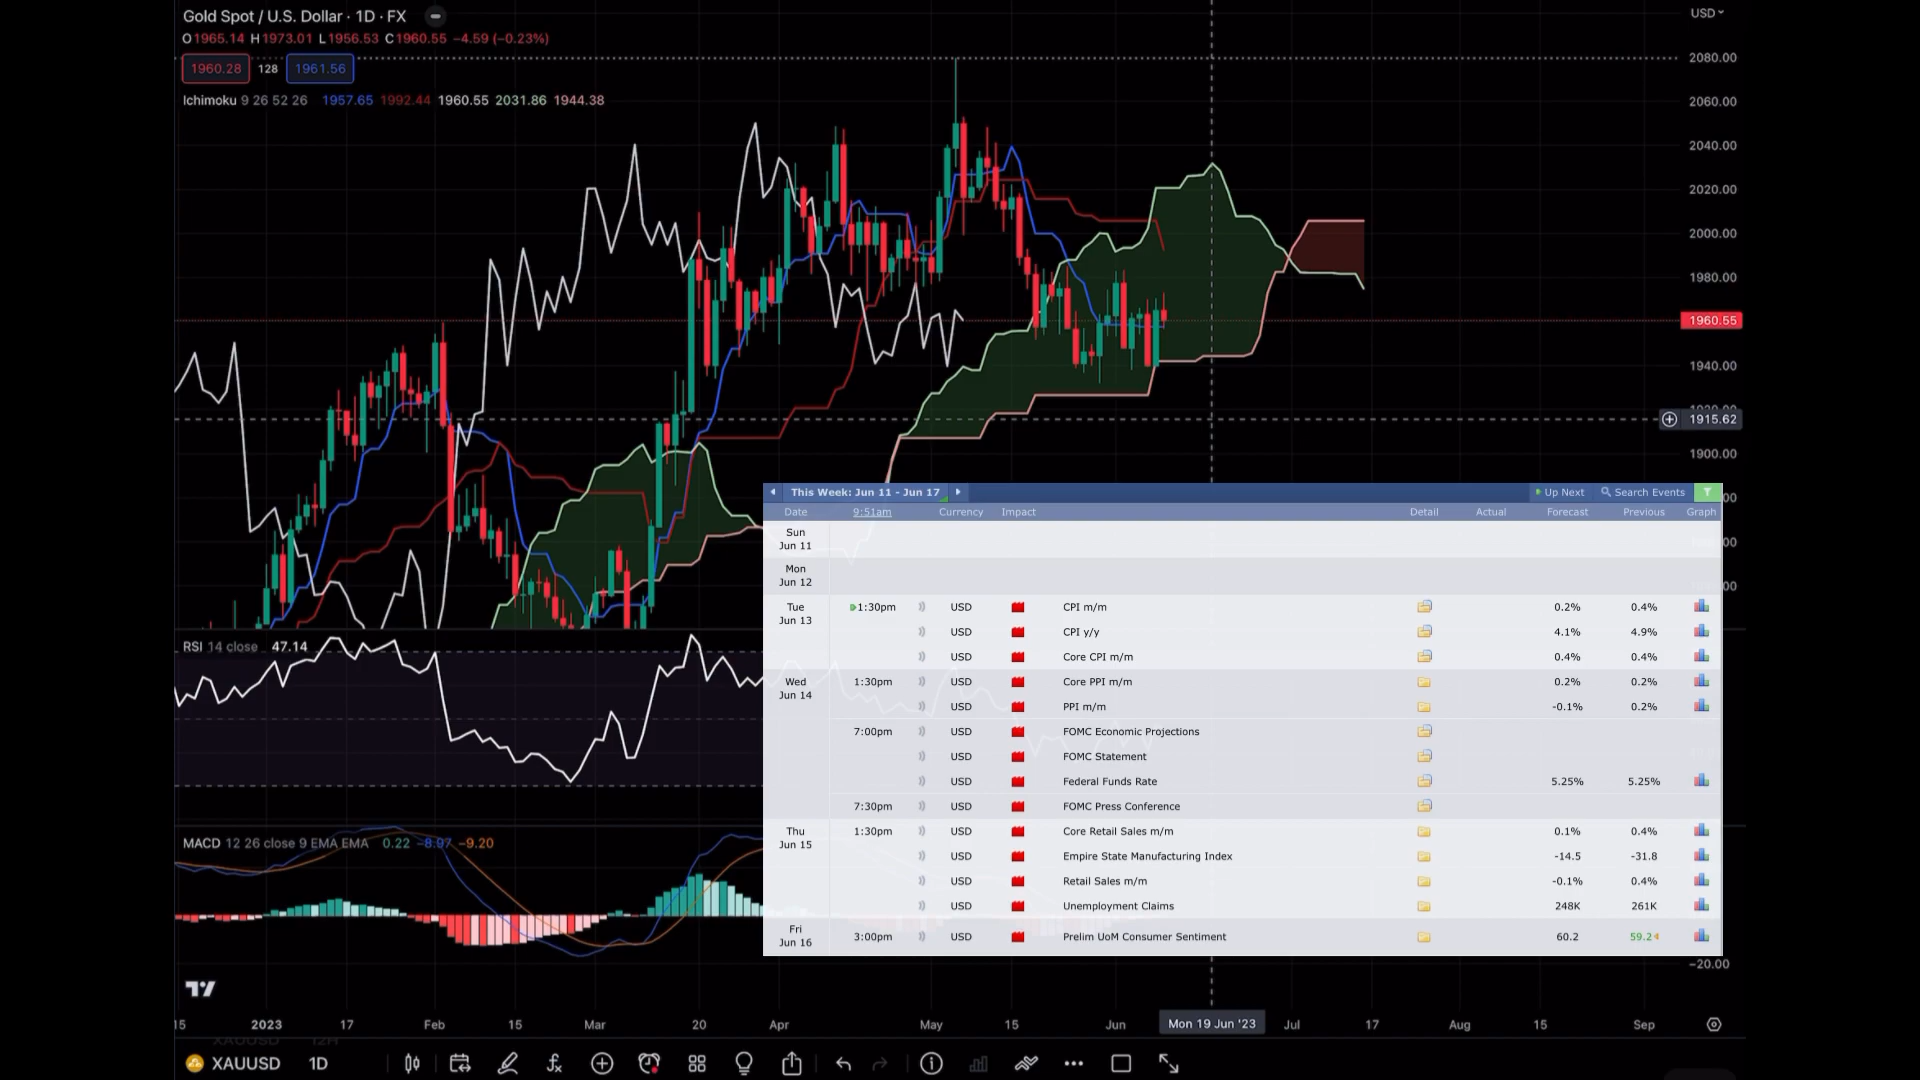 Gold Spot / U.S. Dollar · 1D · FX
O1965.14 H1973.01 L1956.53 C1960.55 −4.59 (−0.23%)
1960.28 128 1961.56
Ichimoku 9 26 52 26 1957.65 1992.44 1960.55 2031.86 1944.38
USD
2080.00
2060.00
2040.00
2020.00
2000.00
1980.00
1960.55
1940.00
1915.62
1900.00
This Week: Jun 11 - Jun 17 Up Next Search Events
Date 9:51am Currency Impact Detail Actual Forecast Previous Graph
Sun
Jun 11
Mon
Jun 12
Tue
Jun 13
1:30pm USD CPI m/m 0.2% 0.4%
USD CPI y/y 4.1% 4.9%
USD Core CPI m/m 0.4% 0.4%
Wed
Jun 14
1:30pm USD Core PPI m/m 0.2% 0.2%
USD PPI m/m -0.1% 0.2%
7:00pm USD FOMC Economic Projections
USD FOMC Statement
USD Federal Funds Rate 5.25% 5.25%
7:30pm USD FOMC Press Conference
Thu
Jun 15
1:30pm USD Core Retail Sales m/m 0.1% 0.4%
USD Empire State Manufacturing Index -14.5 -31.8
USD Retail Sales m/m -0.1% 0.4%
USD Unemployment Claims 248K 261K
Fri
Jun 16
3:00pm USD Prelim UoM Consumer Sentiment 60.2 59.2
RSI 14 close 47.14
MACD 12 26 close 9 EMA EMA 0.22 −8.97 −9.20
−20.00
15 2023 17 Feb 15 Mar 20 Apr May 15 Jun Mon 19 Jun '23 Jul 17 Aug 15 Sep
XAUUSD 12H
XAUUSD 1D